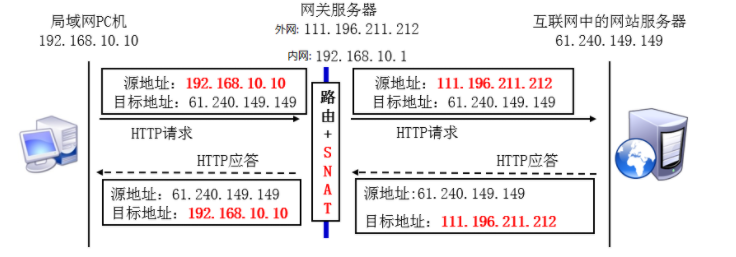 局域网PC机
192.168.10.10
网关服务器
外网: 111.196.211.212
内网: 192.168.10.1
互联网中的网站服务器
61.240.149.149
源地址: 192.168.10.10
目标地址: 61.240.149.149
HTTP请求
源地址: 111.196.211.212
目标地址: 61.240.149.149
HTTP请求
路由+SNAT
HTTP应答
源地址: 61.240.149.149
目标地址: 192.168.10.10
HTTP应答
源地址:61.240.149.149
目标地址: 111.196.211.212